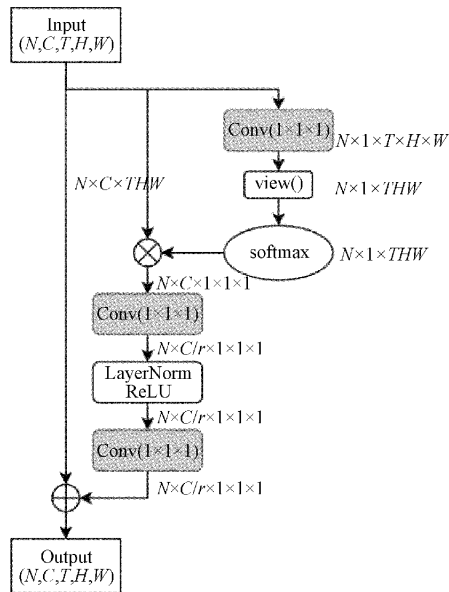 Input
(N,C,T,H,W)
Conv(1×1×1)
N×1×T×H×W
N×C×THW
view()
N×1×THW
softmax
N×1×THW
N×C×1×1×1
Conv(1×1×1)
N×C/r×1×1×1
LayerNorm
ReLU
N×C/r×1×1×1
Conv(1×1×1)
N×C/r×1×1×1
Output
(N,C,T,H,W)